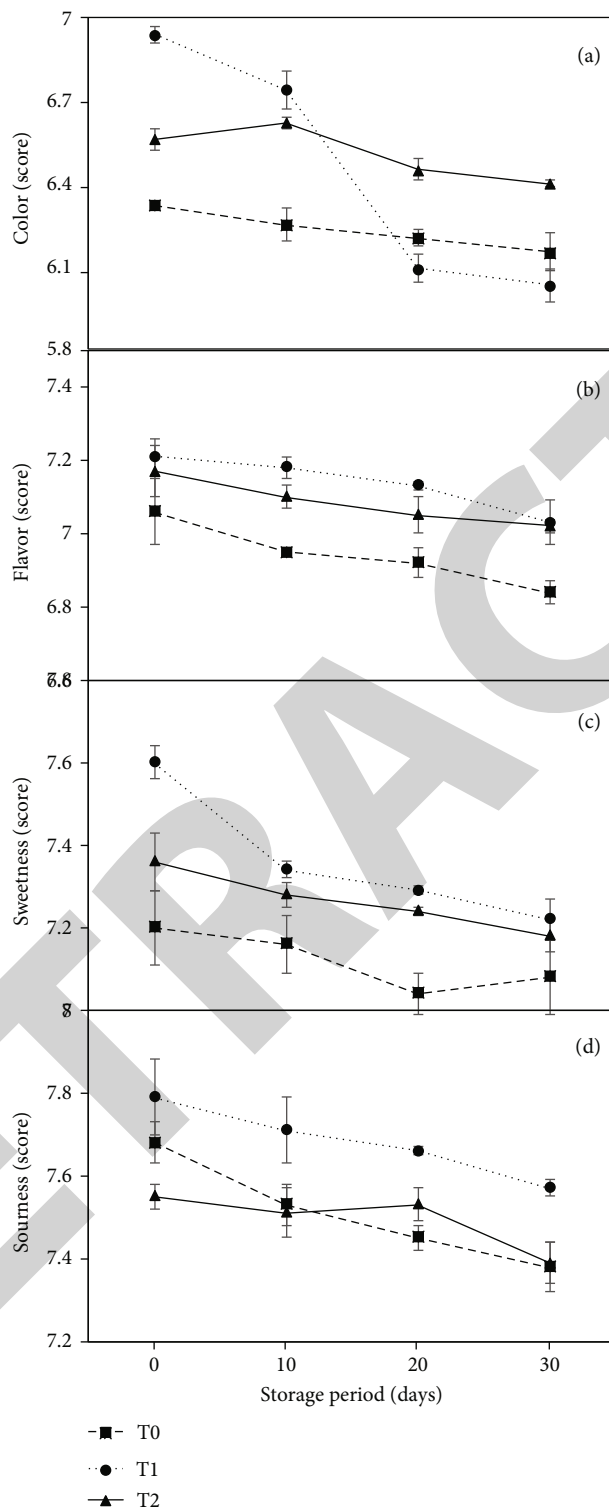 7
(a)
6.7
6.4
6.1
5.8
Color (score)
7.4
(b)
7.2
7
6.8
Flavor (score)
(c)
7.6
7.4
7.2
Sweetness (score)
(d)
7.8
7.6
7.4
7.2
Sourness (score)
0 10 20 30
Storage period (days)
T0
T1
T2
ETRACT